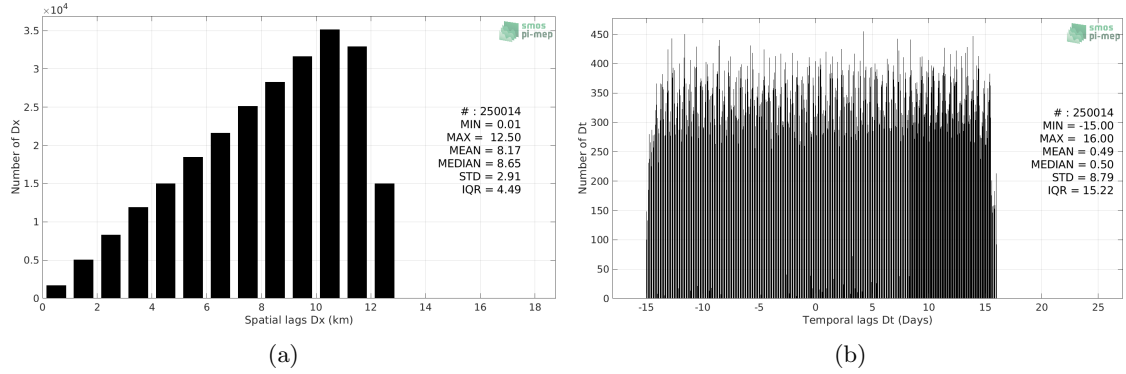 ×10⁴
3.5
3
2.5
2
1.5
1
0.5
0
Number of Dx
0 2 4 6 8 10 12 14 16 18
Spatial lags Dx (km)
smos
pi-mep
# : 250014
MIN = 0.01
MAX = 12.50
MEAN = 8.17
MEDIAN = 8.65
STD = 2.91
IQR = 4.49
(a)
450
400
350
300
250
200
150
100
50
0
Number of Dt
-15 -10 -5 0 5 10 15 20 25
Temporal lags Dt (Days)
smos
pi-mep
# : 250014
MIN = -15.00
MAX = 16.00
MEAN = 0.49
MEDIAN = 0.50
STD = 8.79
IQR = 15.22
(b)